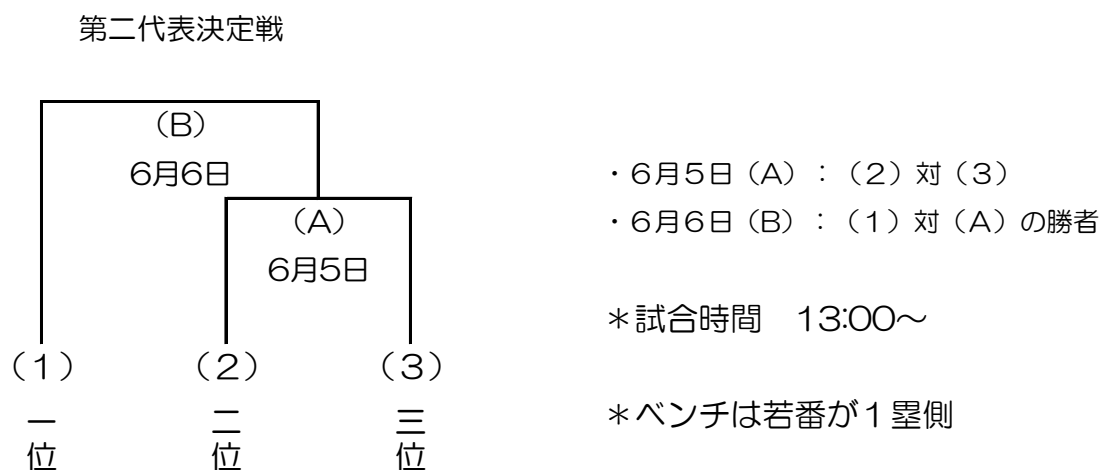 第二代表決定戦
（B）
6月6日
・６月５日（A）：（２）対（３）
（A）
・６月６日（B）：（１）対（A）の勝者
6月5日
＊試合時間　13:00～
（１）
（２）
（３）
＊ベンチは若番が１塁側
一位
二位
三位